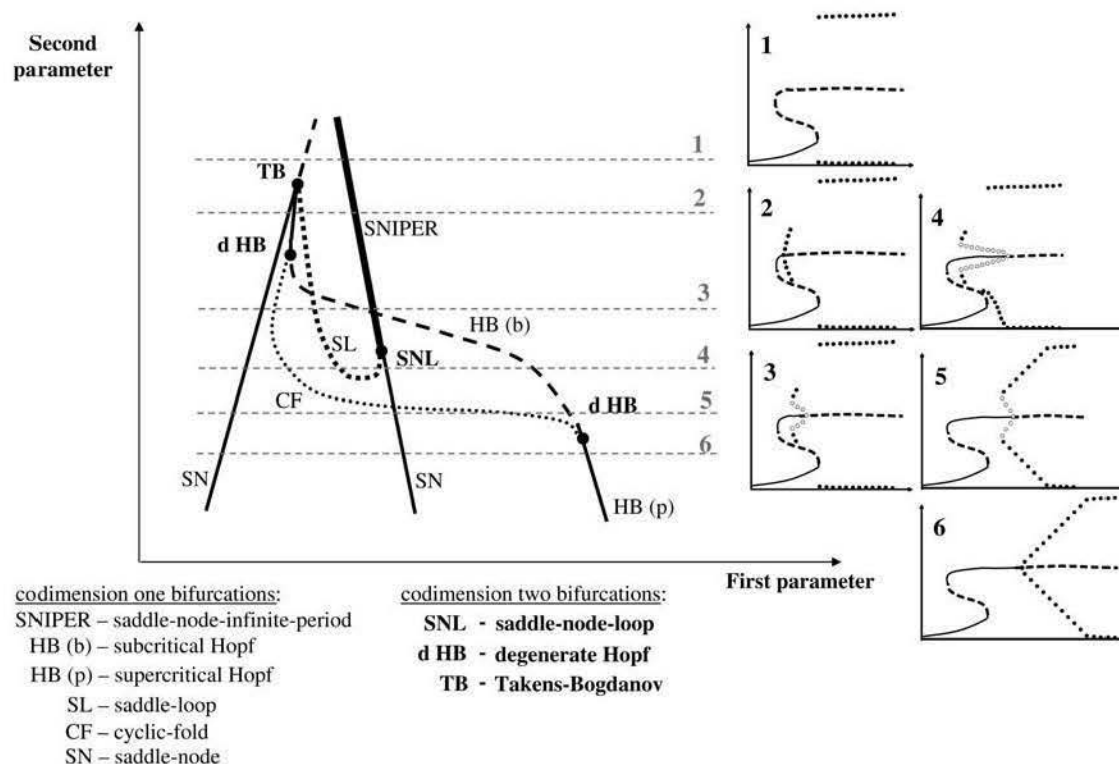 Second
parameter
1
TB
2
SNIPER
d HB
3
HB (b)
SL
SNL
4
CF
d HB
5
6
SN
SN
HB (p)
First parameter
1
2
4
3
5
6
codimension one bifurcations:
SNIPER – saddle-node-infinite-period
HB (b) – subcritical Hopf
HB (p) – supercritical Hopf
SL – saddle-loop
CF – cyclic-fold
SN – saddle-node
codimension two bifurcations:
SNL - saddle-node-loop
d HB - degenerate Hopf
TB - Takens-Bogdanov